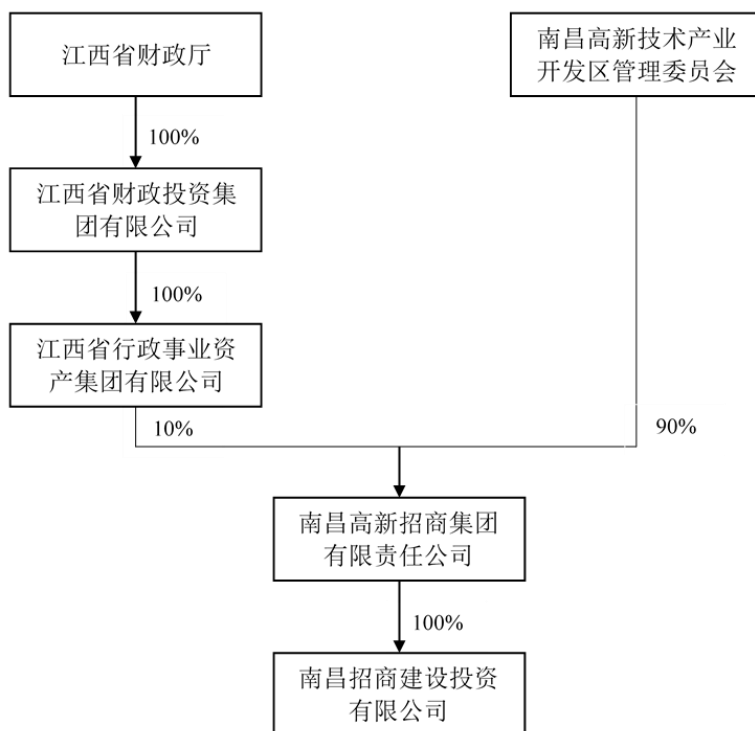 江西省财政厅
南昌高新技术产业
开发区管理委员会
100%
江西省财政投资集
团有限公司
100%
江西省行政事业资
产集团有限公司
10%
90%
南昌高新招商集团
有限责任公司
100%
南昌招商建设投资
有限公司